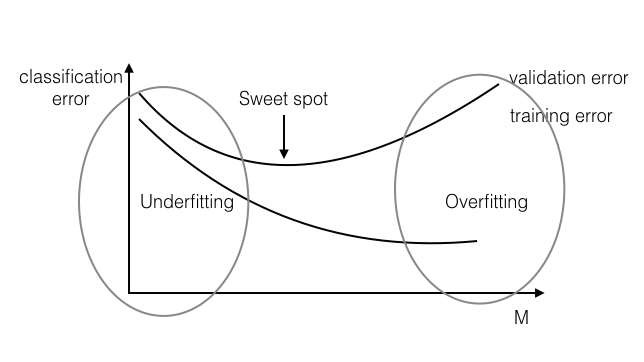 classification
error
Sweet spot
validation error
training error
Underfitting
Overfitting
M